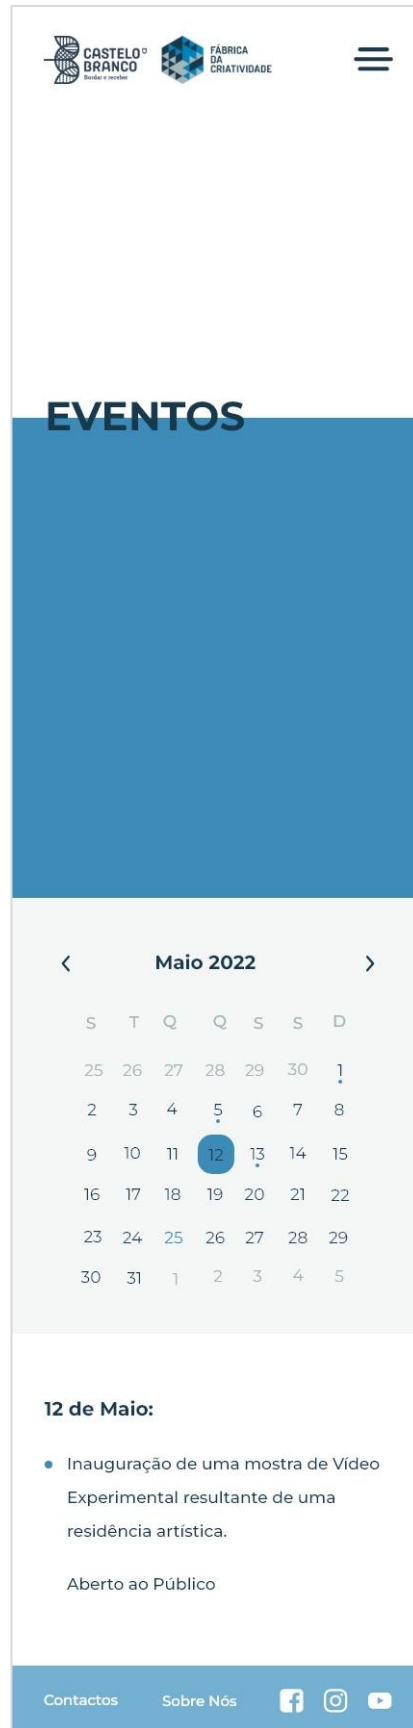 CASTELO
BRANCO
Bordar e receber
FÁBRICA
DA
CRIATIVIDADE
EVENTOS
Maio 2022
S T Q Q S S D
25 26 27 28 29 30 1
2 3 4 5 6 7 8
9 10 11 12 13 14 15
16 17 18 19 20 21 22
23 24 25 26 27 28 29
30 31 1 2 3 4 5
12 de Maio:
Inauguração de uma mostra de Vídeo
Experimental resultante de uma
residência artística.
Aberto ao Público
Contactos Sobre Nós